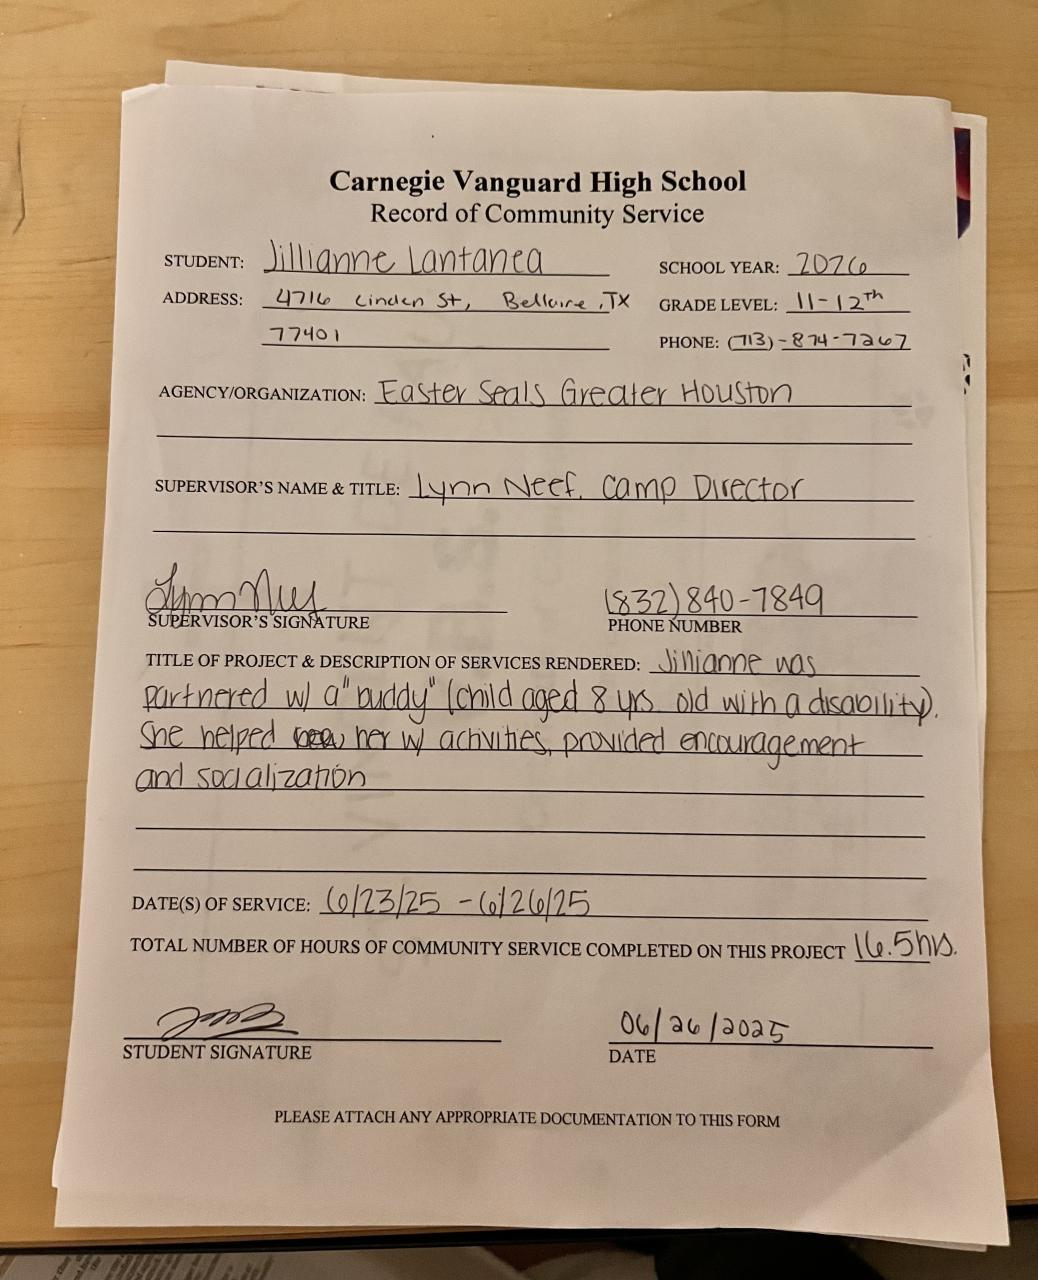 Carnegie Vanguard High School
Record of Community Service
STUDENT: Jillianne Lantanea
SCHOOL YEAR: 2026
ADDRESS: 4716 Linden St, Bellaire, TX
GRADE LEVEL: 11-12th
77401
PHONE: (713)-874-7267
AGENCY/ORGANIZATION: Easter Seals Greater Houston
SUPERVISOR'S NAME & TITLE: Lynn Neef, Camp Director
(832)840-7849
SUPERVISOR'S SIGNATURE
PHONE NUMBER
TITLE OF PROJECT & DESCRIPTION OF SERVICES RENDERED: Jillianne was
partnered w/ a "buddy" (child aged 8 yrs. old with a disability).
She helped her w/ activities, provided encouragement
and socialization
DATE(S) OF SERVICE: 6/23/25 - 6/26/25
TOTAL NUMBER OF HOURS OF COMMUNITY SERVICE COMPLETED ON THIS PROJECT 16.5hrs.
06/26/2025
STUDENT SIGNATURE
DATE
PLEASE ATTACH ANY APPROPRIATE DOCUMENTATION TO THIS FORM